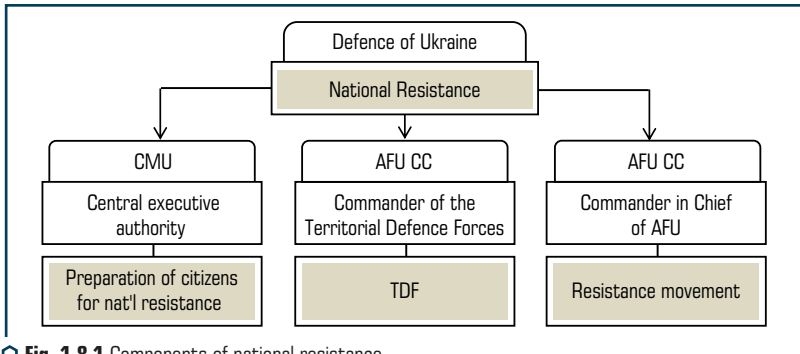 Defence of Ukraine
National Resistance
CMU
Central executive
authority
Preparation of citizens
for nat'l resistance
AFU CC
Commander of the
Territorial Defence Forces
TDF
AFU CC
Commander in Chief
of AFU
Resistance movement
Fig. 1.8.1 Components of national resistance